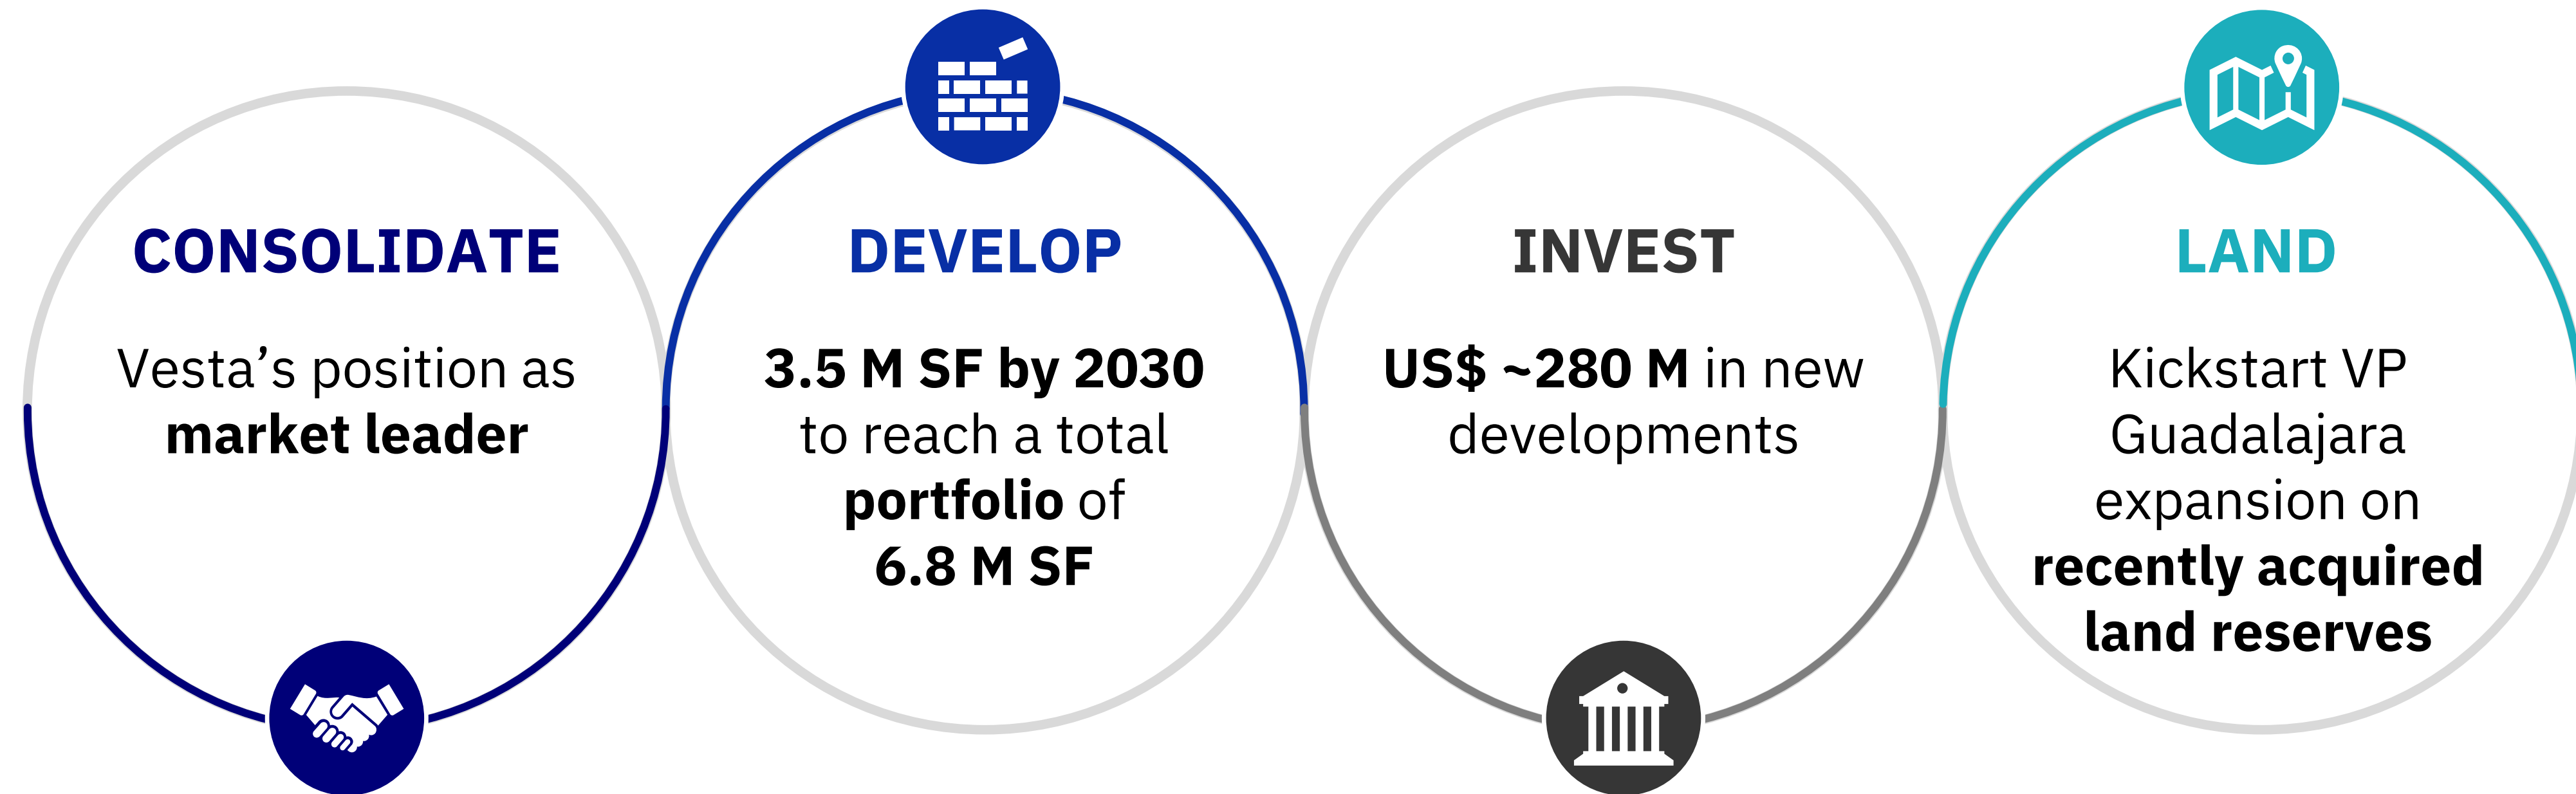 CONSOLIDATE
Vesta’s position as
market leader
DEVELOP
3.5 M SF by 2030
to reach a total
portfolio of
6.8 M SF
INVEST
US$ ~280 M in new
developments
LAND
Kickstart VP
Guadalajara
expansion on
recently acquired
land reserves